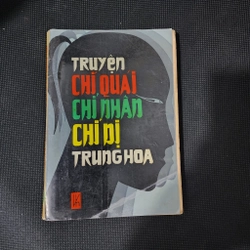 TRUYỆN
CHÍ QUÁI
CHÍ NHÂN
CHÍ DỊ
TRUNG HOA